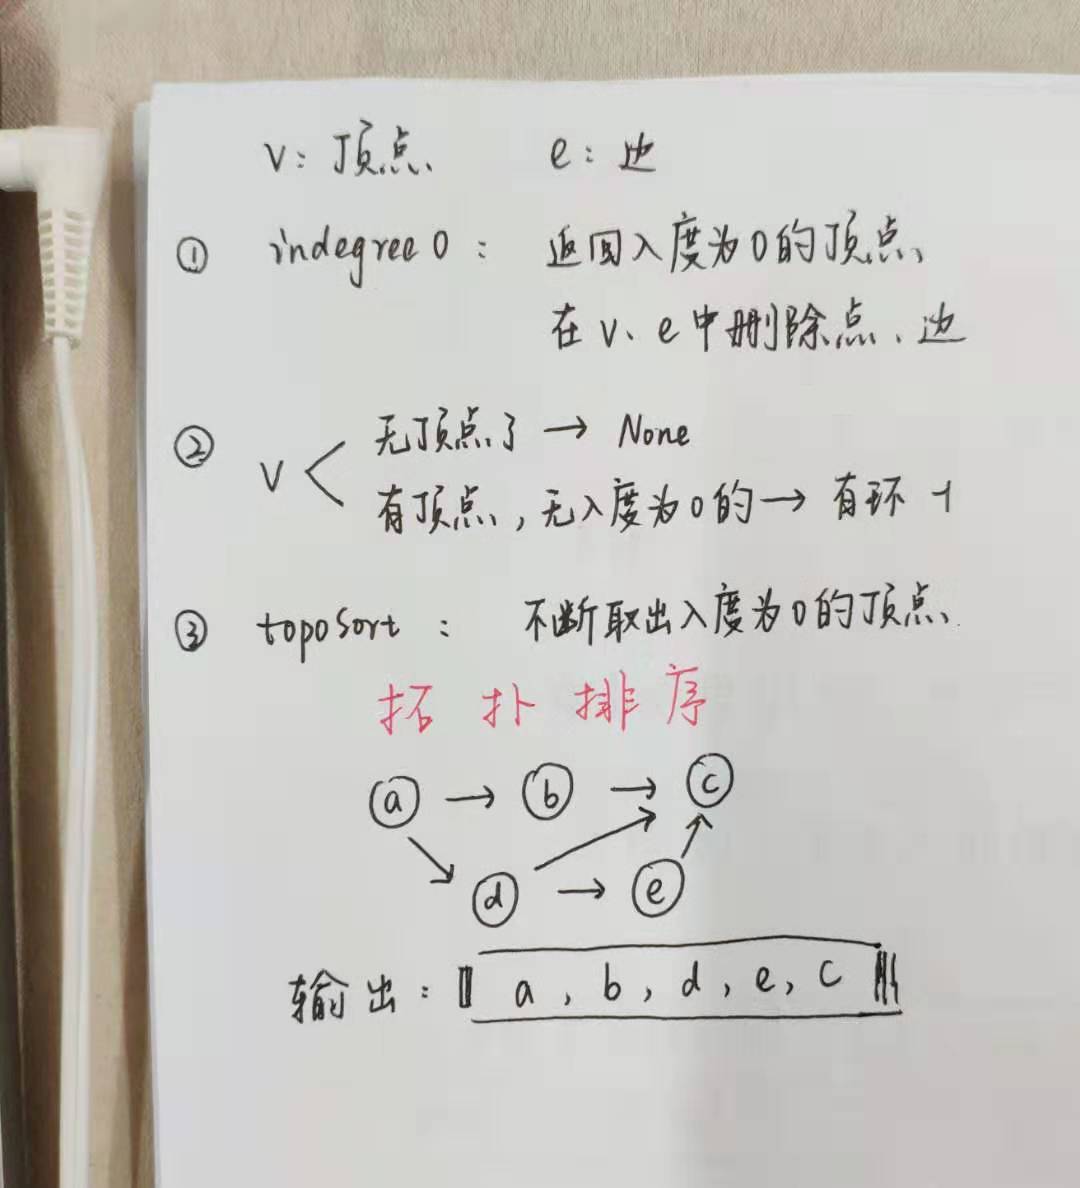 v: 顶点 e: 边
① indegree0: 返回入度为0的顶点
在v、e中删除点、边
② v 无顶点了 → None
有顶点,无入度为0的 → 有环 -1
③ topoSort: 不断取出入度为0的顶点
拓扑排序
a → b → c
d → e
输出: a, b, d, e, c